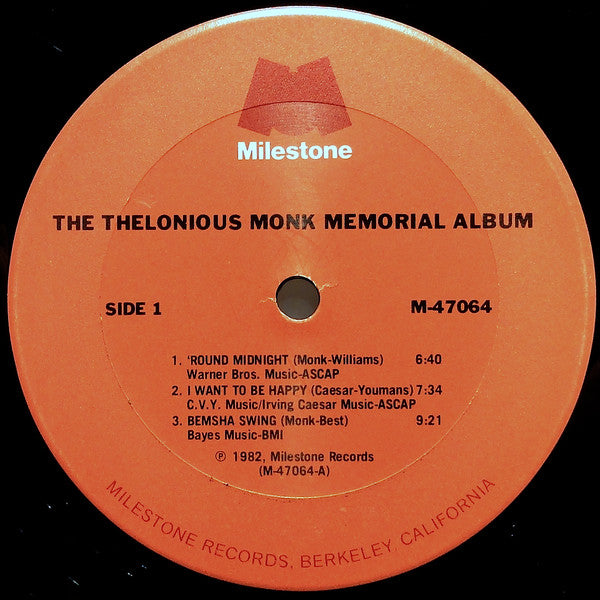 Milestone
THE THELONIOUS MONK MEMORIAL ALBUM
SIDE 1
M-47064
1. 'ROUND MIDNIGHT (Monk-Williams) 6:40
Warner Bros. Music-ASCAP
2. I WANT TO BE HAPPY (Caesar-Youmans) 7:34
C.V.Y. Music/Irving Caesar Music-ASCAP
3. BEMSHA SWING (Monk-Best) 9:21
Bayes Music-BMI
℗ 1982, Milestone Records
(M-47064-A)
MILESTONE RECORDS, BERKELEY, CALIFORNIA